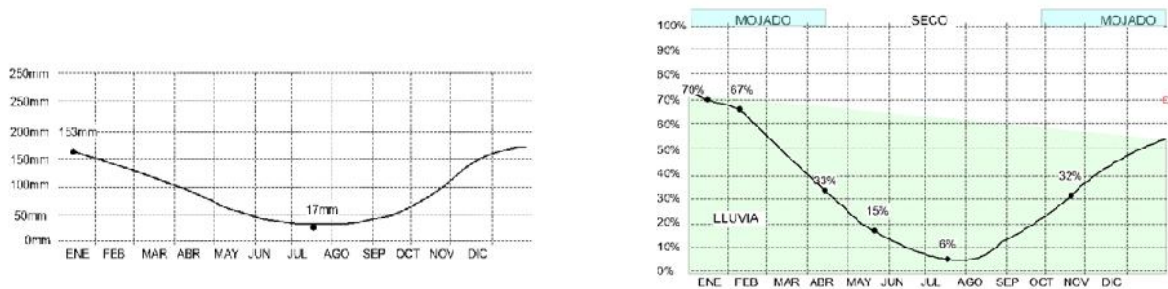 250mm
250mm
200mm
153mm
150mm
100mm
50mm
17mm
0mm
ENE FEB MAR ABR MAY JUN JUL AGO SEP OCT NOV DIC
100% MOJADO SECO MOJADO
90%
80%
70% 70% 67%
60%
50%
40%
33% 32%
30%
20% LLUVIA 15%
10% 6%
0%
ENE FEB MAR ABR MAY JUN JUL AGO SEP OCT NOV DIC